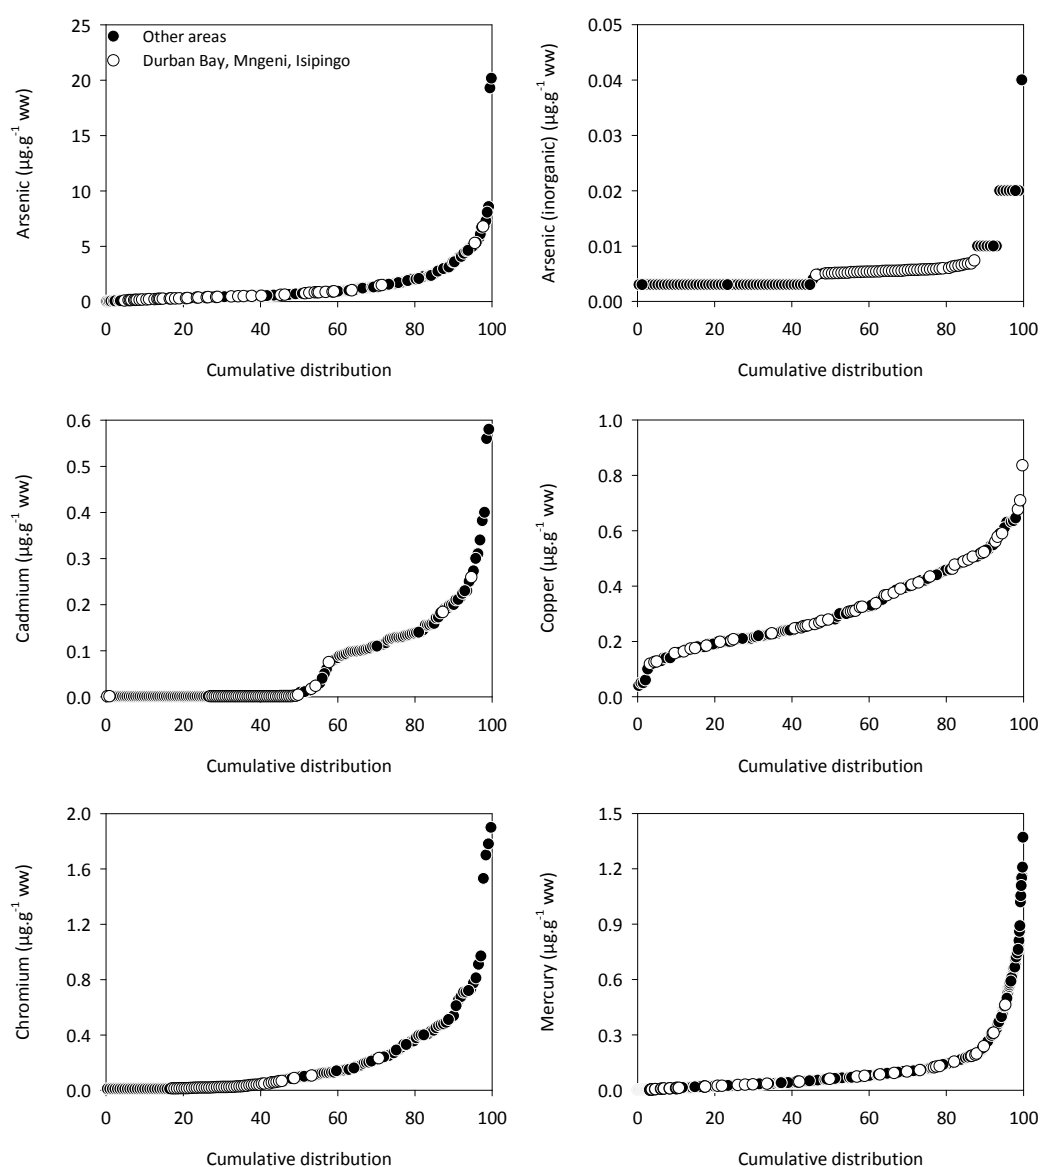 25
20
15
10
5
0
Arsenic (µg.g-1 ww)
Other areas
Durban Bay, Mngeni, Isipingo
0 20 40 60 80 100
Cumulative distribution
0.05
0.04
0.03
0.02
0.01
0.00
Arsenic (inorganic) (µg.g-1 ww)
0 20 40 60 80 100
Cumulative distribution
0.6
0.5
0.4
0.3
0.2
0.1
0.0
Cadmium (µg.g-1 ww)
0 20 40 60 80 100
Cumulative distribution
1.0
0.8
0.6
0.4
0.2
0.0
Copper (µg.g-1 ww)
0 20 40 60 80 100
Cumulative distribution
2.0
1.6
1.2
0.8
0.4
0.0
Chromium (µg.g-1 ww)
0 20 40 60 80 100
Cumulative distribution
1.5
1.2
0.9
0.6
0.3
0.0
Mercury (µg.g-1 ww)
0 20 40 60 80 100
Cumulative distribution